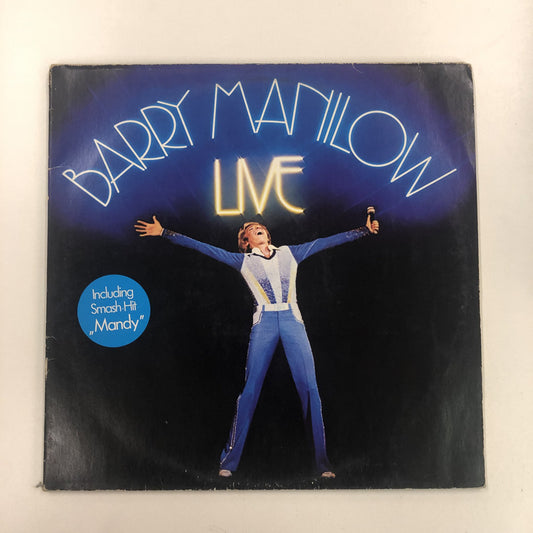 BARRY MANILOW
LIVE
Including
Smash-Hit
„Mandy“